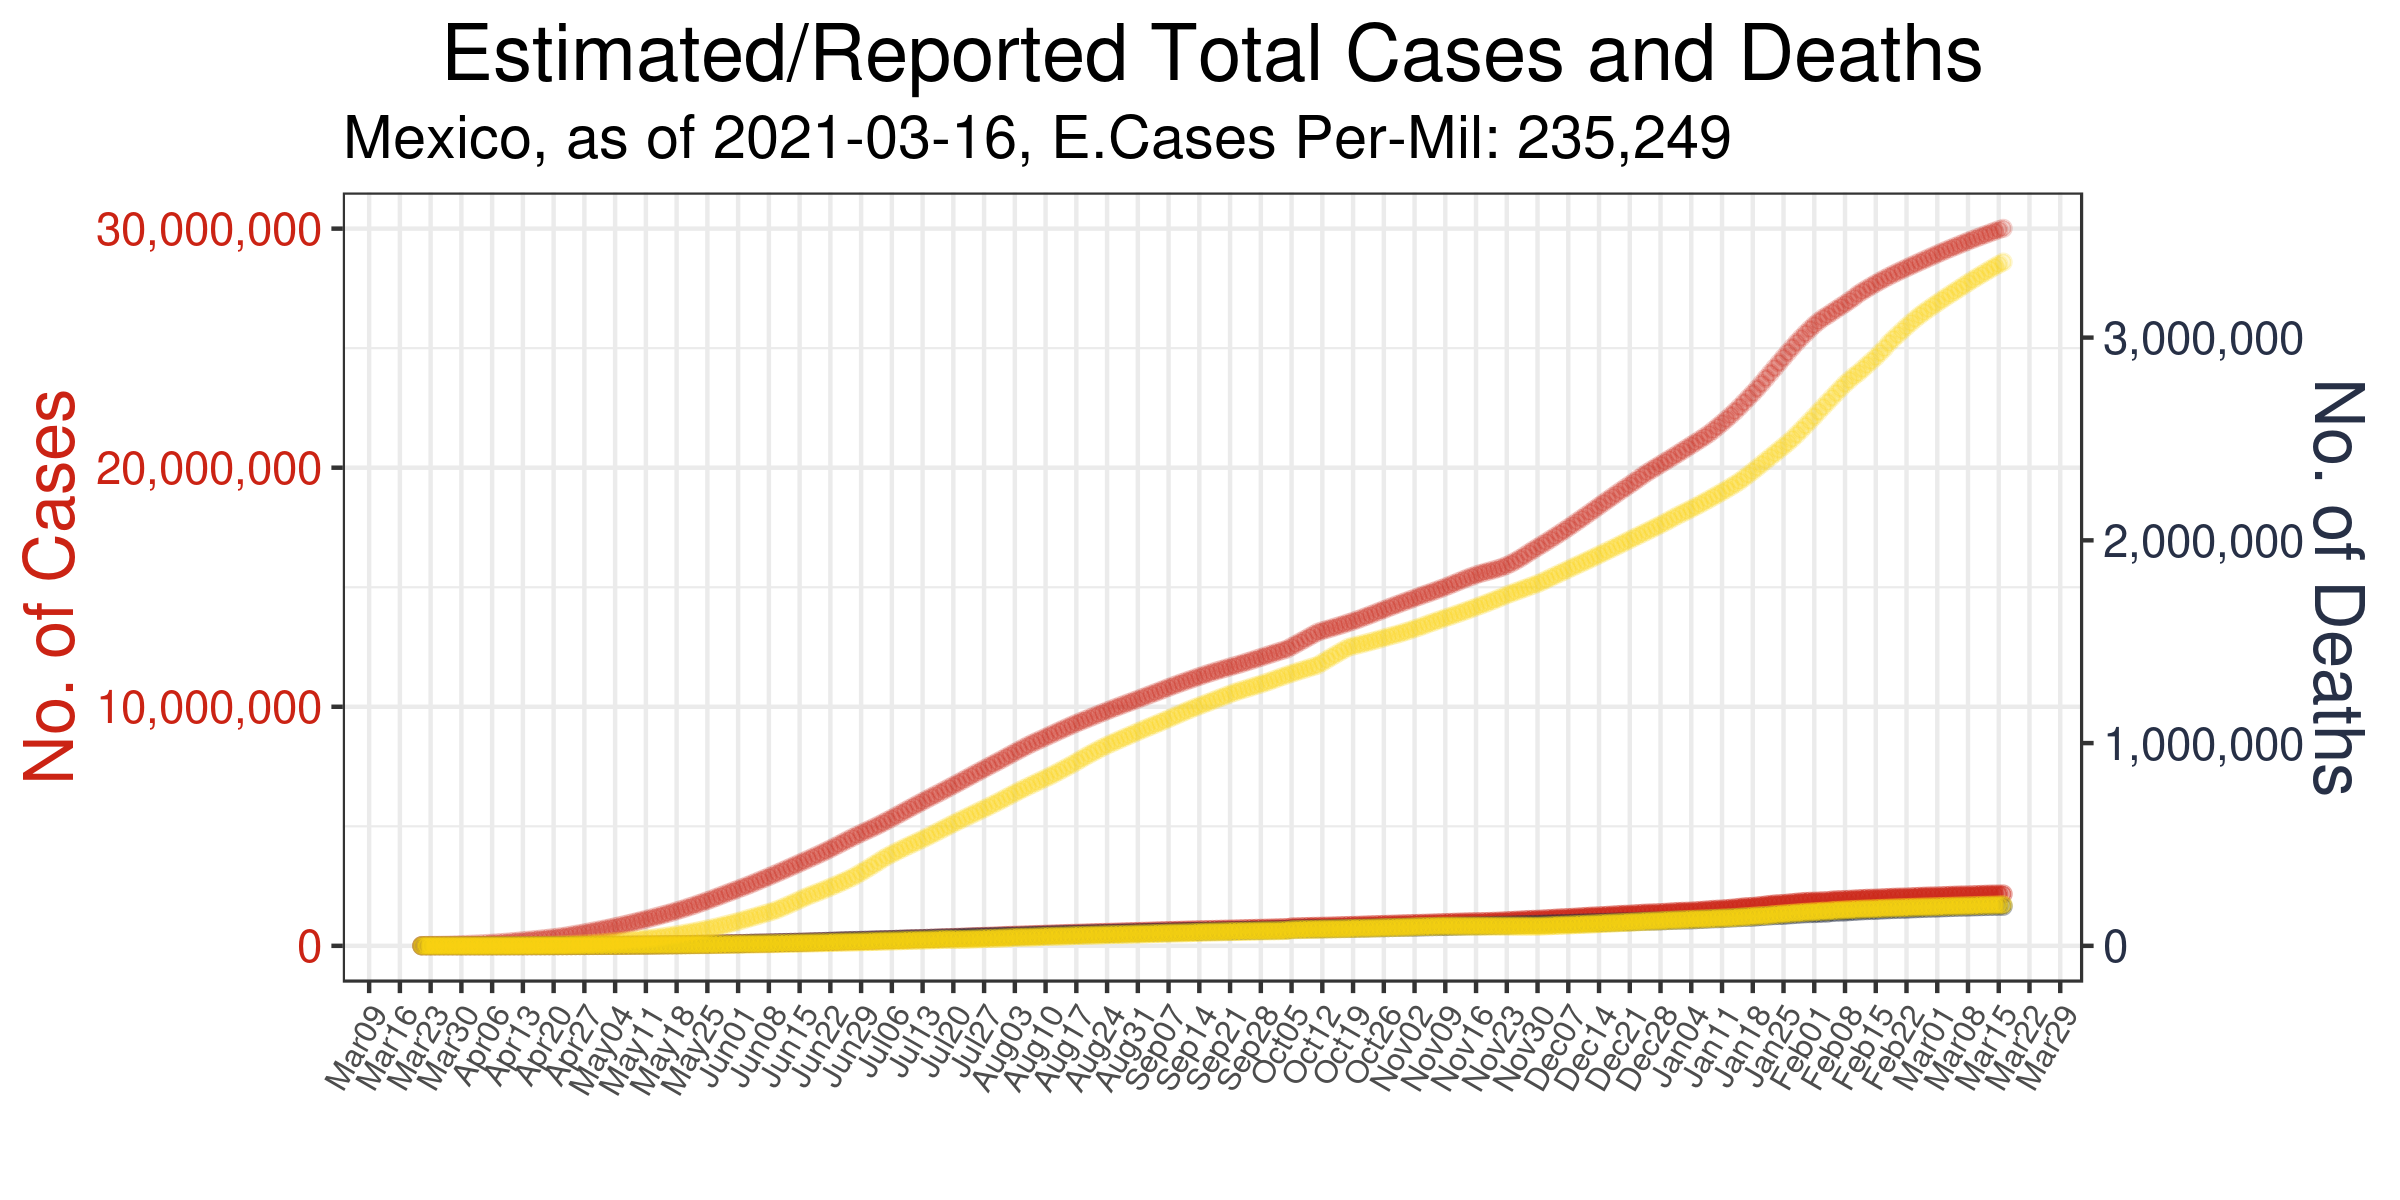 Estimated/Reported Total Cases and Deaths
Mexico, as of 2021-03-16, E.Cases Per-Mil: 235,249
No. of Cases
30,000,000
20,000,000
10,000,000
0
3,000,000
2,000,000
1,000,000
0
No. of Deaths
Mar09
Mar16
Mar23
Mar30
Apr06
Apr13
Apr20
Apr27
May04
May11
May18
May25
Jun01
Jun08
Jun15
Jun22
Jun29
Jul06
Jul13
Jul20
Jul27
Aug03
Aug10
Aug17
Aug24
Aug31
Sep07
Sep14
Sep21
Sep28
Oct05
Oct12
Oct19
Oct26
Nov02
Nov09
Nov16
Nov23
Nov30
Dec07
Dec14
Dec21
Dec28
Jan04
Jan11
Jan18
Jan25
Feb01
Feb08
Feb15
Feb22
Mar01
Mar08
Mar15
Mar22
Mar29